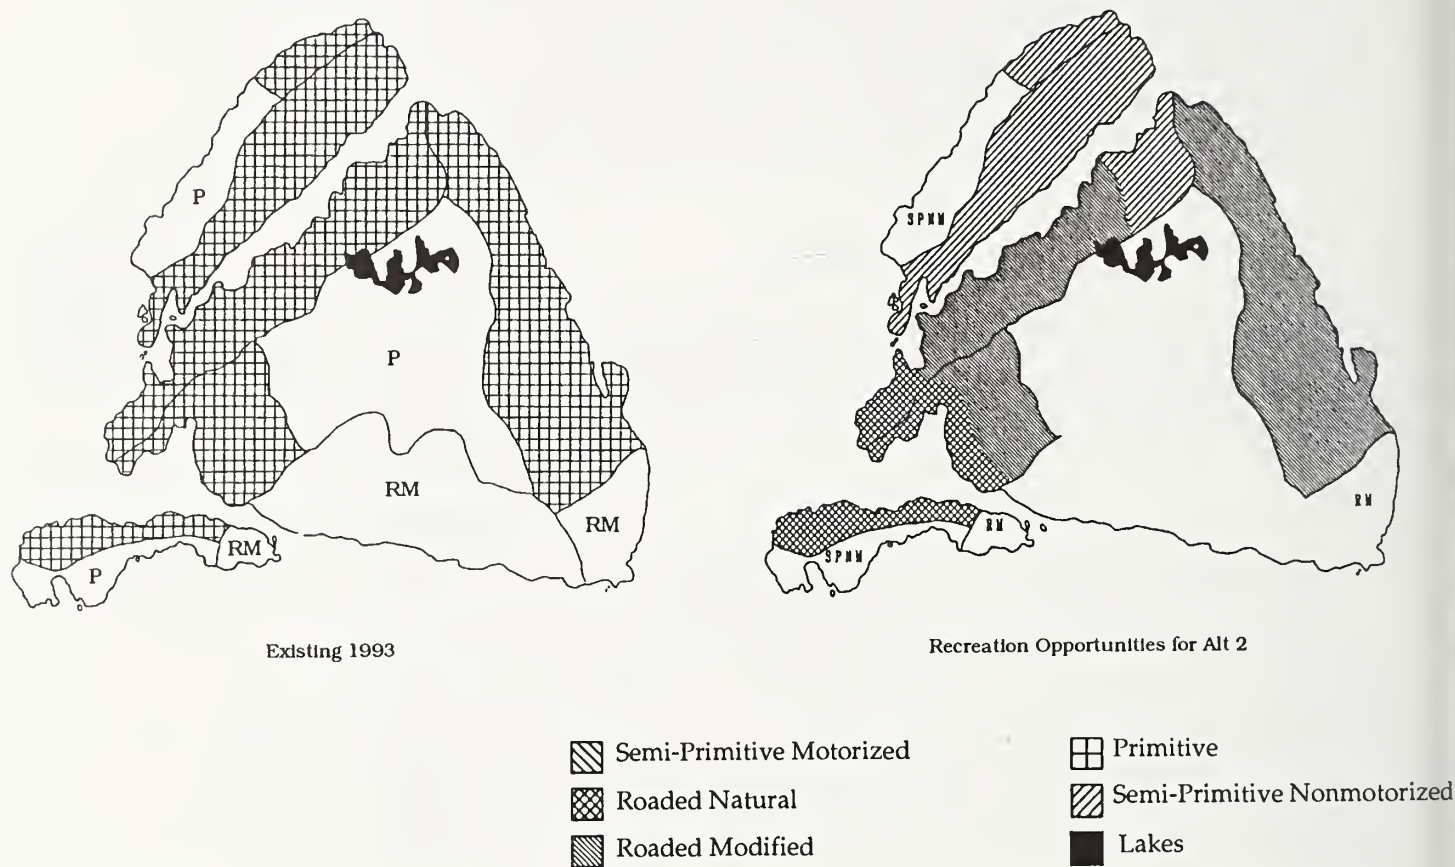 P
SPNM
P
RM
RM
RM
RM
RM
P
SPNM
Existing 1993
Recreation Opportunities for Alt 2
Semi-Primitive Motorized
Primitive
Roaded Natural
Semi-Primitive Nonmotorized
Roaded Modified
Lakes